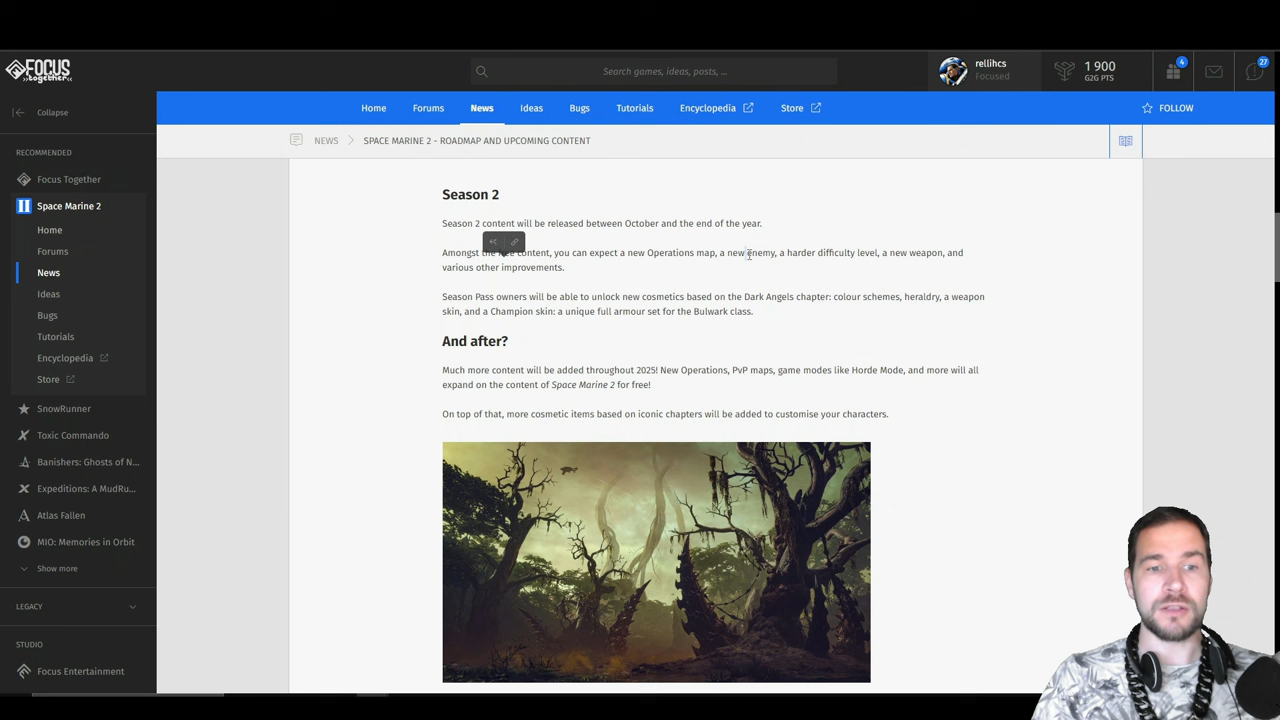 FOCUS
together
Search games, ideas, posts, ...
rellihcs
Focused
1 900
G2G PTS
4
27
Collapse
Home
Forums
News
Ideas
Bugs
Tutorials
Encyclopedia
Store
FOLLOW
NEWS
SPACE MARINE 2 - ROADMAP AND UPCOMING CONTENT
RECOMMENDED
Focus Together
Space Marine 2
Home
Forums
News
Ideas
Bugs
Tutorials
Encyclopedia
Store
SnowRunner
Toxic Commando
Banishers: Ghosts of N...
Expeditions: A MudRu...
Atlas Fallen
MIO: Memories in Orbit
Show more
LEGACY
STUDIO
Focus Entertainment
Season 2
Season 2 content will be released between October and the end of the year.
Amongst the free content, you can expect a new Operations map, a new enemy, a harder difficulty level, a new weapon, and
various other improvements.
Season Pass owners will be able to unlock new cosmetics based on the Dark Angels chapter: colour schemes, heraldry, a weapon
skin, and a Champion skin: a unique full armour set for the Bulwark class.
And after?
Much more content will be added throughout 2025! New Operations, PvP maps, game modes like Horde Mode, and more will all
expand on the content of Space Marine 2 for free!
On top of that, more cosmetic items based on iconic chapters will be added to customise your characters.